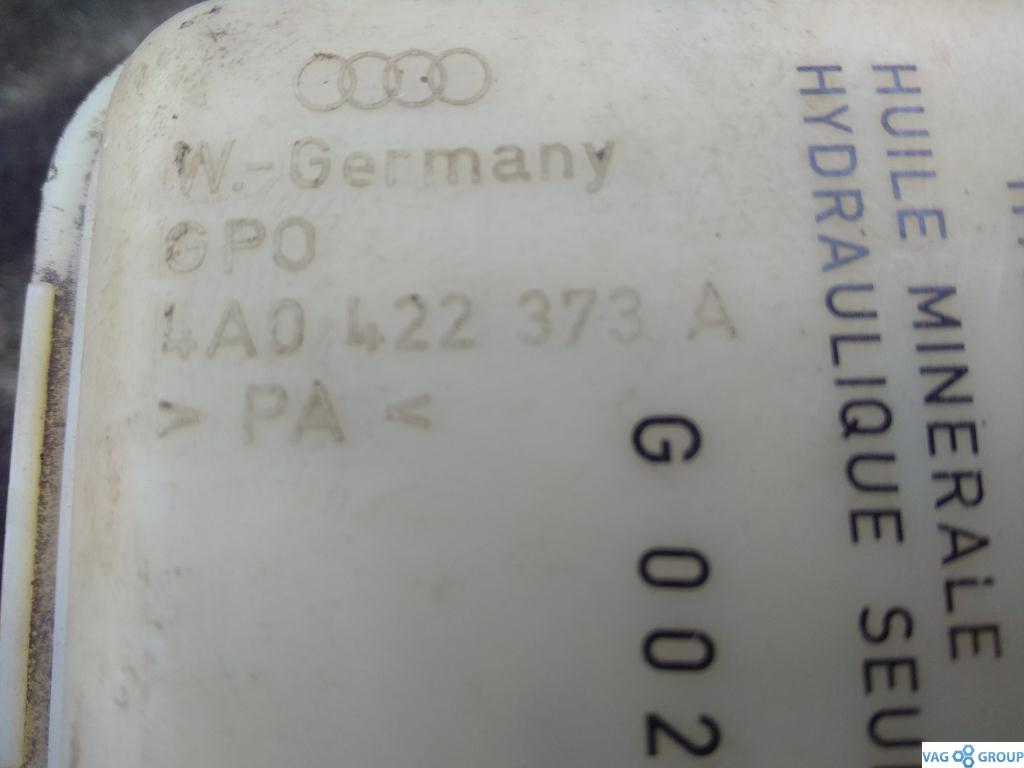 W.-Germany
GPO
4A0 422 373 A
> PA <
G 002
HUILE MINERALE
HYDRAULIQUE
VAG GROUP